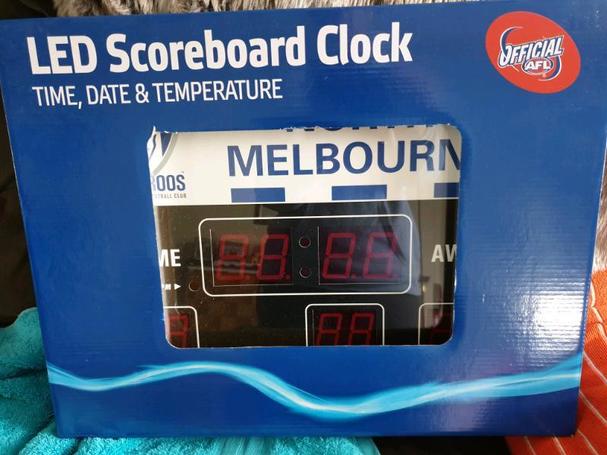 LED Scoreboard Clock
TIME, DATE & TEMPERATURE
OFFICIAL
AFL
MELBOURN
ROOS
ME
AW